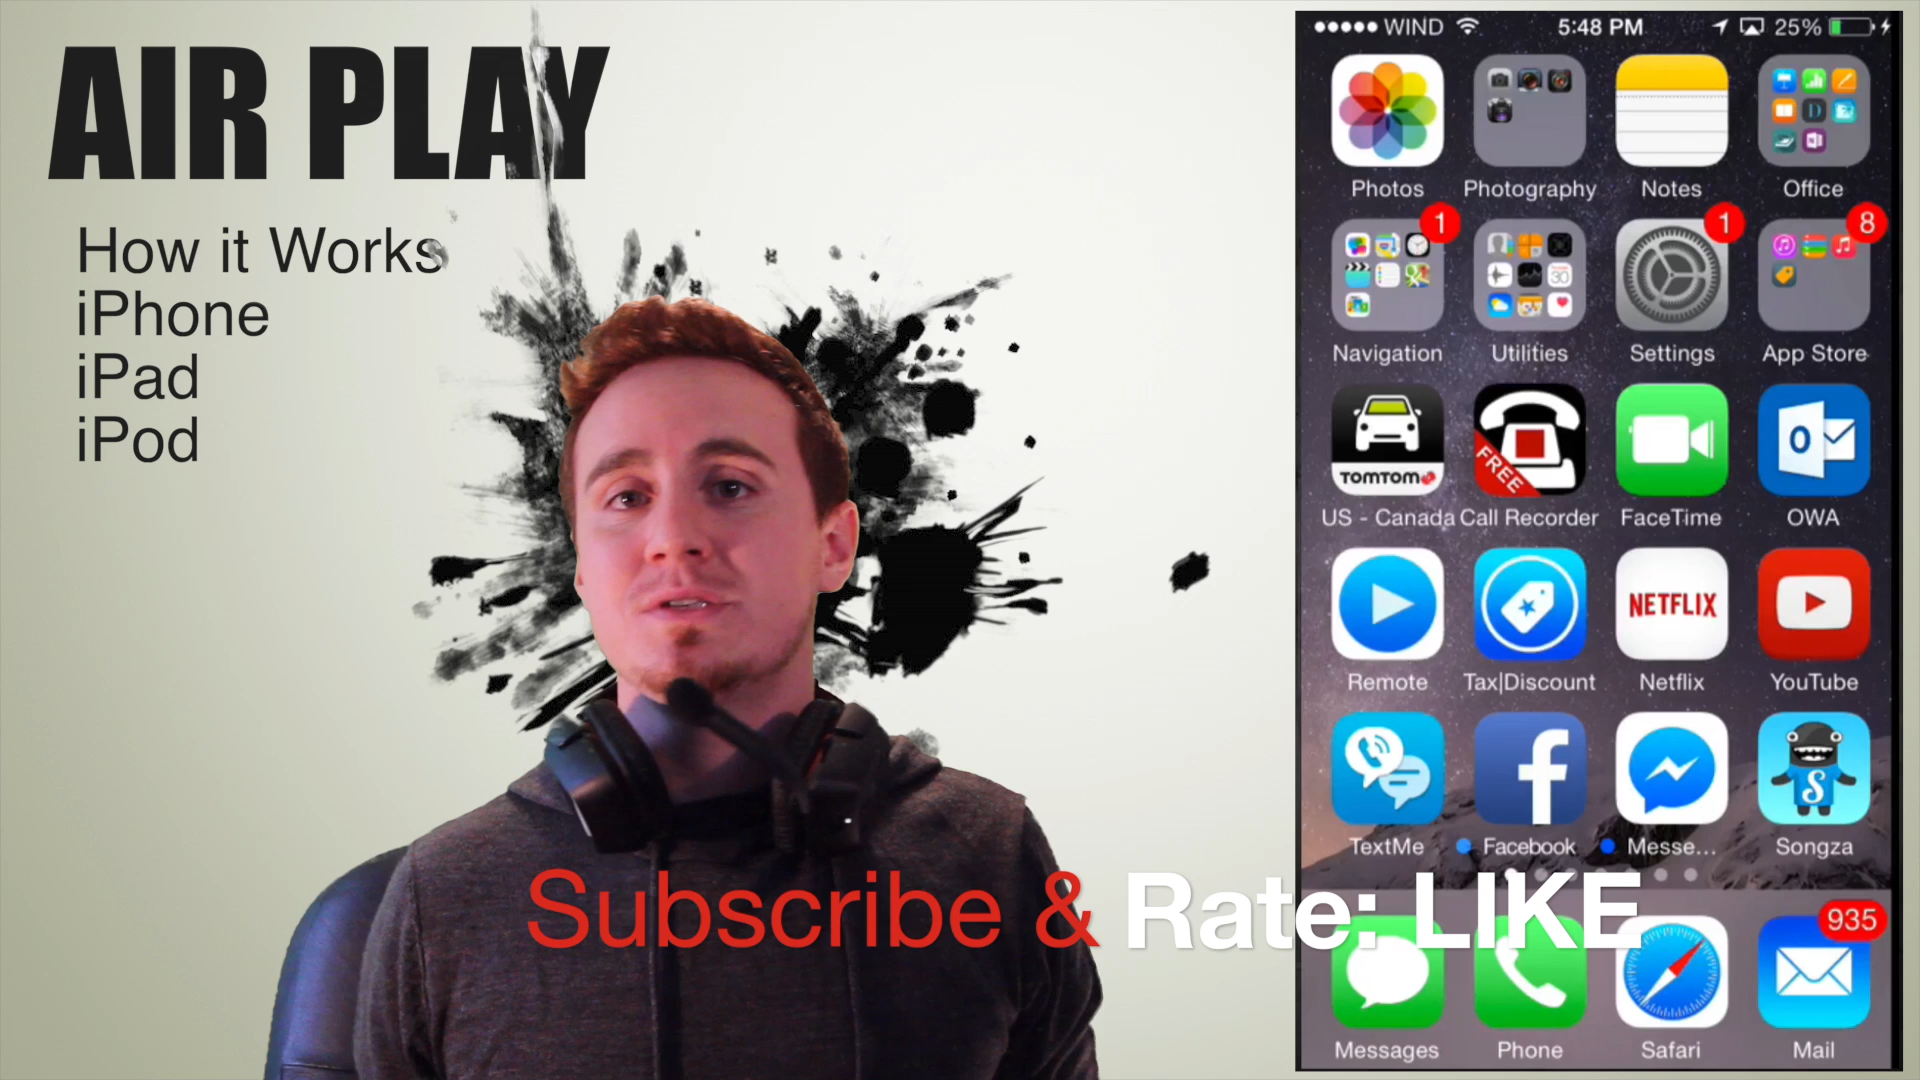 AIR PLAY
How it Works
iPhone
iPad
iPod
Subscribe & Rate: LIKE
WIND 5:48 PM 25%
Photos Photography Notes Office
1 1 8
Navigation Utilities Settings App Store
TOMTOM FREE O
US - Canada Call Recorder FaceTime OWA
NETFLIX
Remote Tax|Discount Netflix YouTube
f S
TextMe Facebook Messe... Songza
935
Messages Phone Safari Mail